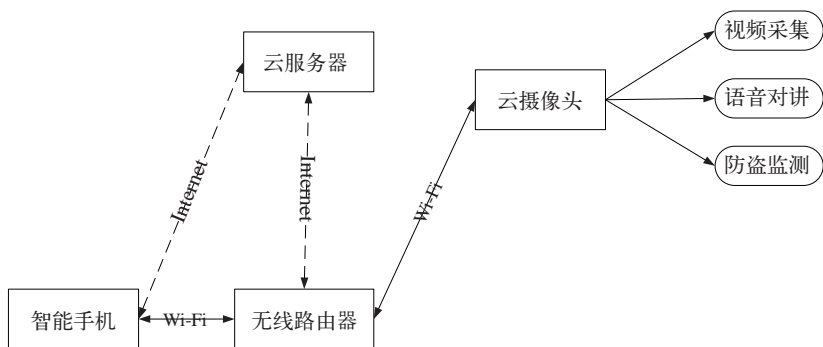 视频采集
云服务器
云摄像头
语音对讲
防盗监测
Internet
Internet
Wi-Fi
智能手机
Wi-Fi
无线路由器